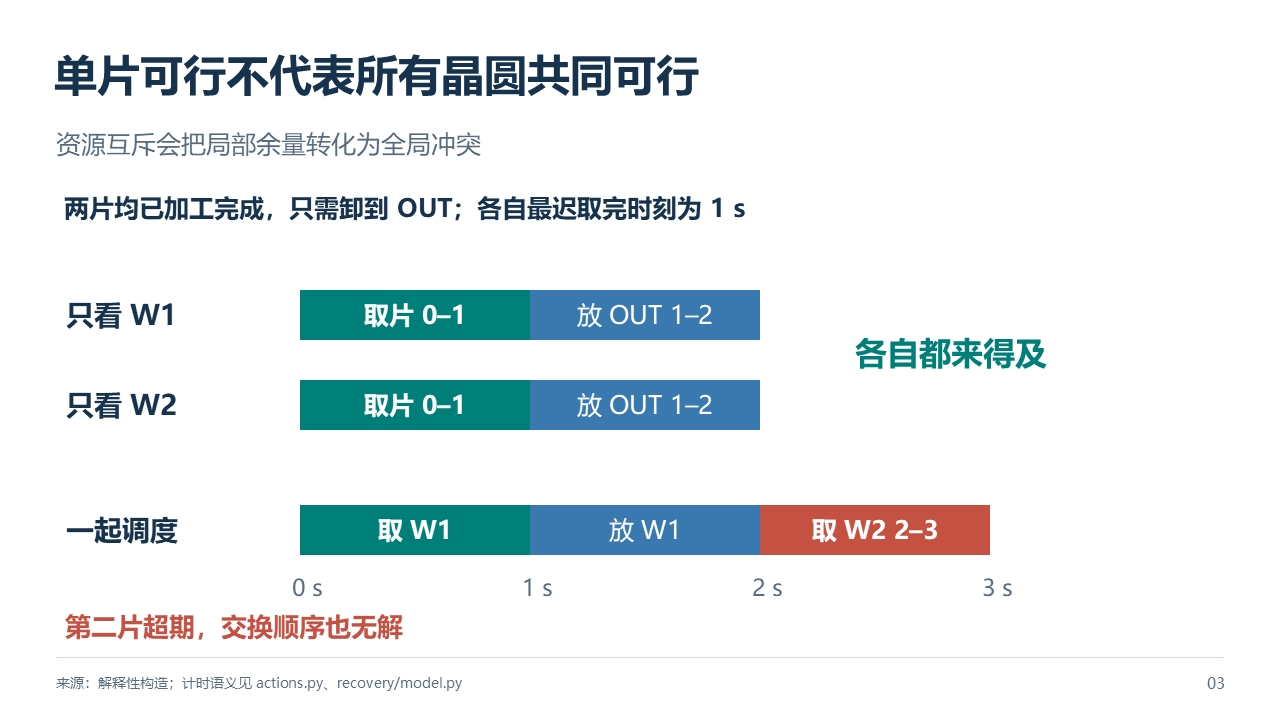 单片可行不代表所有晶圆共同可行
资源互斥会把局部余量转化为全局冲突
两片均已加工完成，只需卸到 OUT；各自最迟取完时刻为 1 s
只看 W1
取片 0–1
放 OUT 1–2
各自都来得及
只看 W2
取片 0–1
放 OUT 1–2
一起调度
取 W1
放 W1
取 W2 2–3
0 s
1 s
2 s
3 s
第二片超期，交换顺序也无解
来源：解释性构造；计时语义见 actions.py、recovery/model.py
03